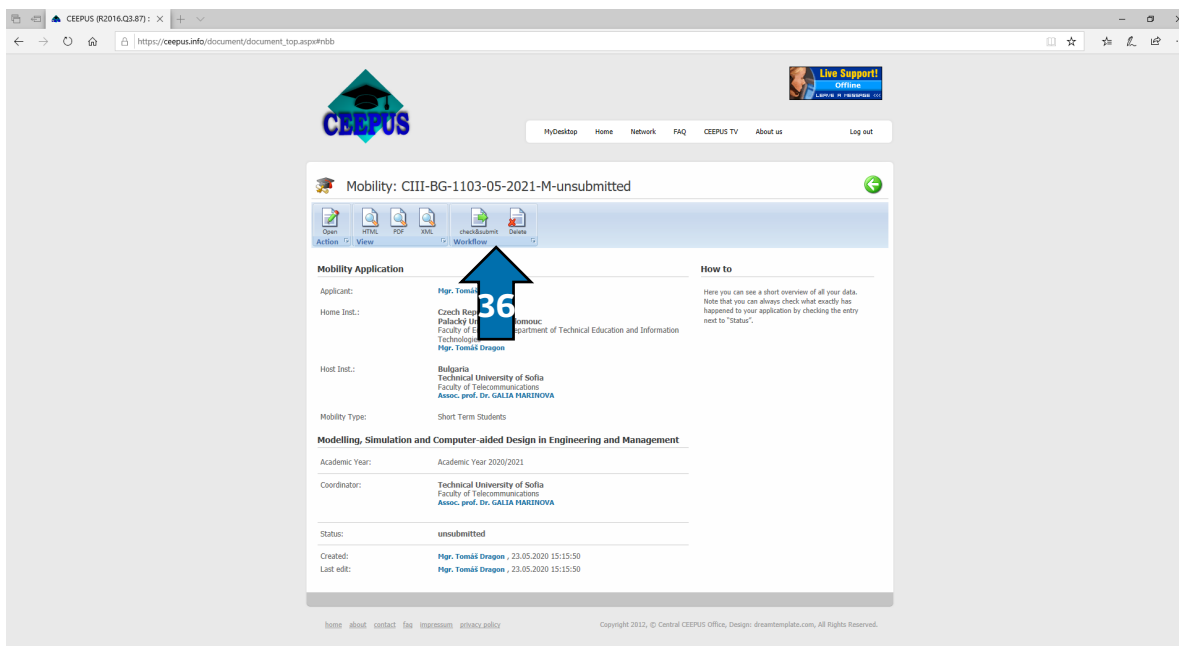 CEEPUS (R2016.Q3.87) :
https://ceepus.info/document/document_top.aspx#nbb
CEEPUS
Live Support!
Offline
LEAVE A MESSAGE <<<
MyDesktop Home Network FAQ CEEPUS TV About us Log out
Mobility: CIII-BG-1103-05-2021-M-unsubmitted
Open HTML PDF XML check&submit Delete
Action View Workflow
36
Mobility Application
Applicant: Mgr. Tomáš
Home Inst.: Czech
Palacký
Faculty of Department of Technical Education and Information
Technologies
Mgr. Tomáš Dragon
Host Inst.: Bulgaria
Technical University of Sofia
Faculty of Telecommunications
Assoc. prof. Dr. GALIA MARINOVA
Mobility Type: Short Term Students
Modelling, Simulation and Computer-aided Design in Engineering and Management
Academic Year: Academic Year 2020/2021
Coordinator: Technical University of Sofia
Faculty of Telecommunications
Assoc. prof. Dr. GALIA MARINOVA
Status: unsubmitted
Created: Mgr. Tomáš Dragon , 23.05.2020 15:15:50
Last edit: Mgr. Tomáš Dragon , 23.05.2020 15:15:50
How to
Here you can see a short overview of all your data.
Note that you can always check what exactly has
happened to your application by checking the entry
next to "Status".
home about contact faq impressum privacy policy
Copyright 2012, © Central CEEPUS Office, Design: dreamtemplate.com, All Rights Reserved.